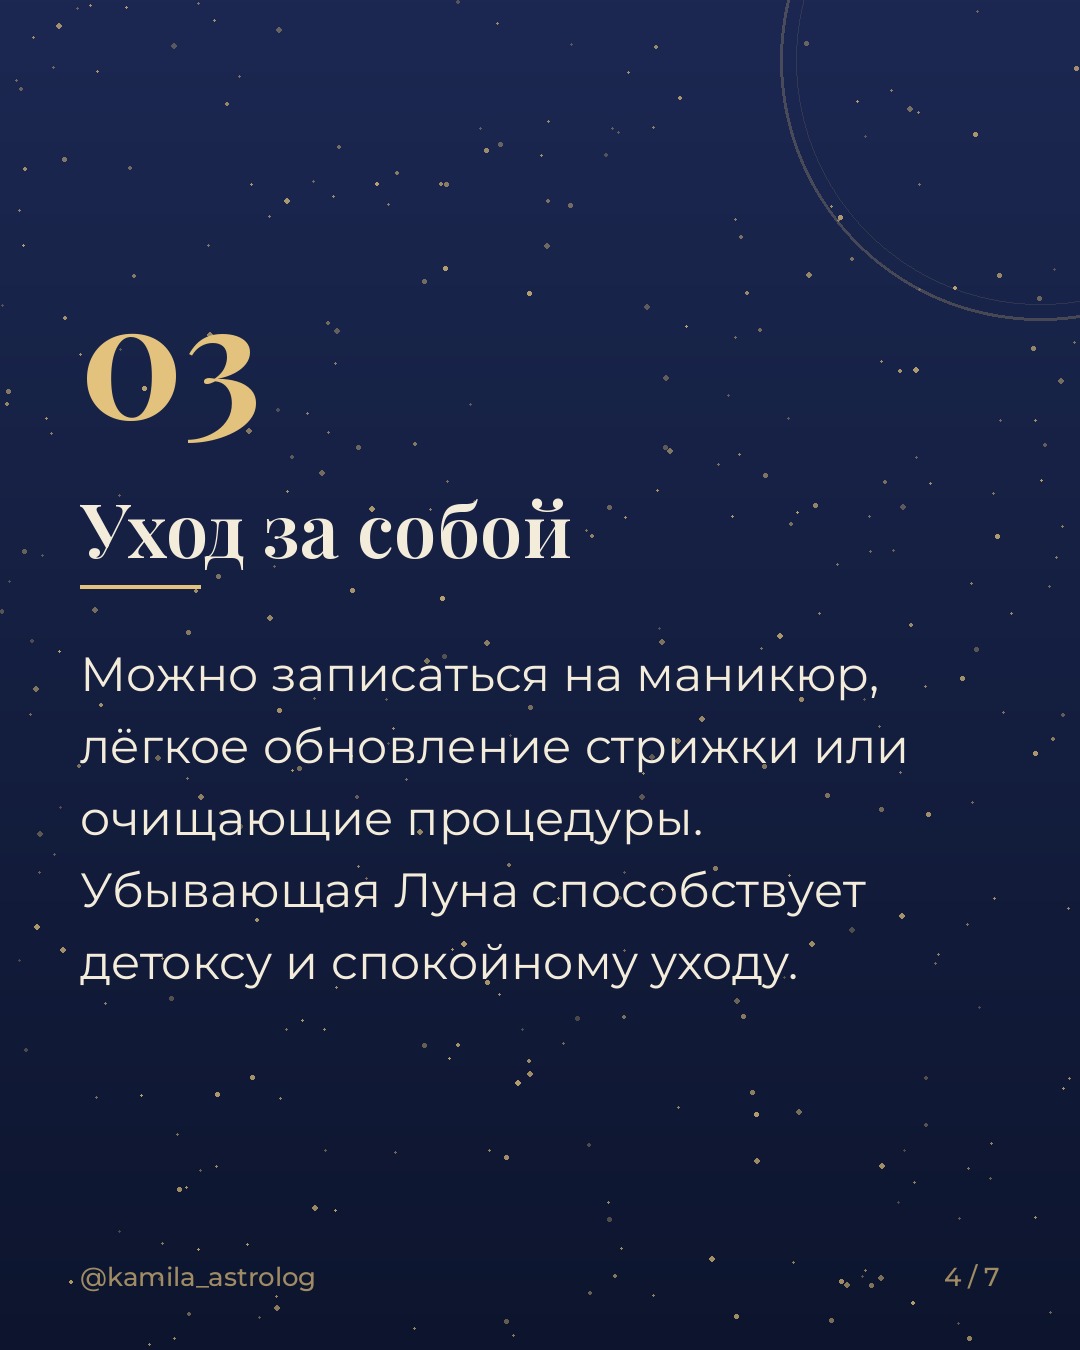 03
Уход за собой
Можно записаться на маникюр,
лёгкое обновление стрижки или
очищающие процедуры.
Убывающая Луна способствует
детоксу и спокойному уходу.
@kamila_astrolog
4 / 7